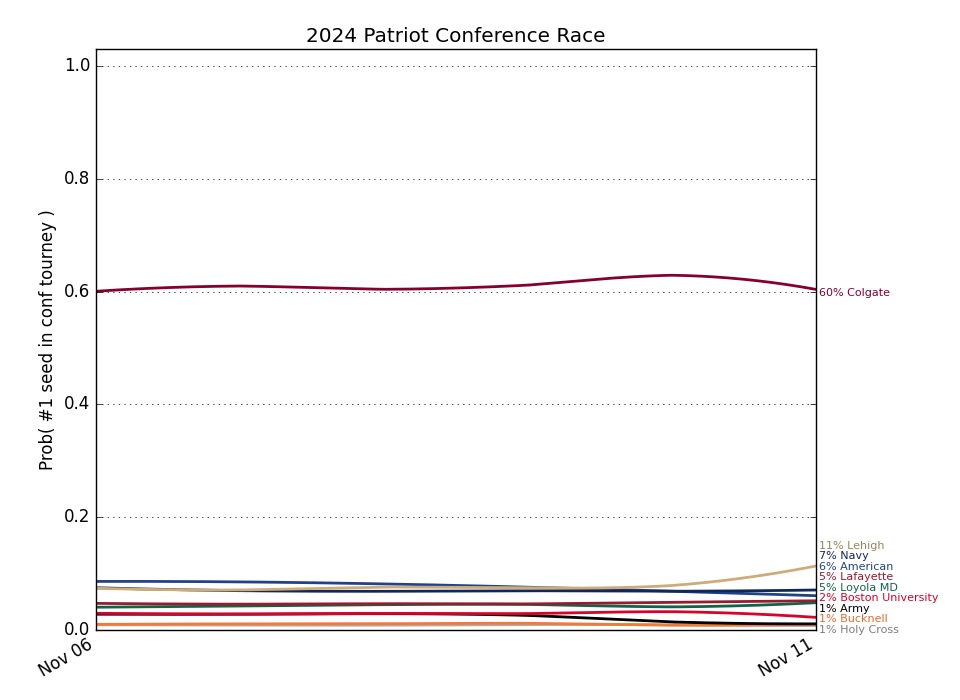 2024 Patriot Conference Race
Prob( #1 seed in conf tourney )
1.0
0.8
0.6
0.4
0.2
0.0
Nov 06
Nov 11
60% Colgate
11% Lehigh
7% Navy
6% American
5% Lafayette
5% Loyola MD
2% Boston University
1% Army
1% Bucknell
1% Holy Cross